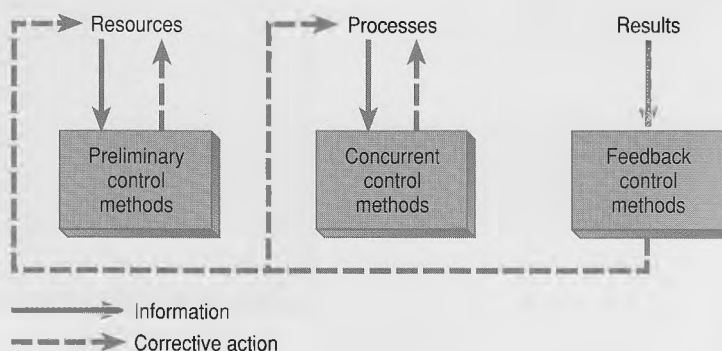 Resources
Processes
Results
Preliminary
control
methods
Concurrent
control
methods
Feedback
control
methods
Information
Corrective action